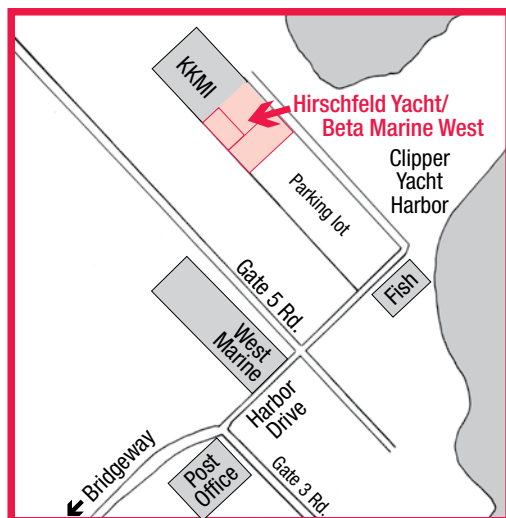 KKMI
Hirschfeld Yacht/
Beta Marine West
Clipper
Yacht
Harbor
Parking lot
Fish
Gate 5 Rd.
West
Marine
Harbor
Drive
Bridgeway
Post
Office
Gate 3 Rd.